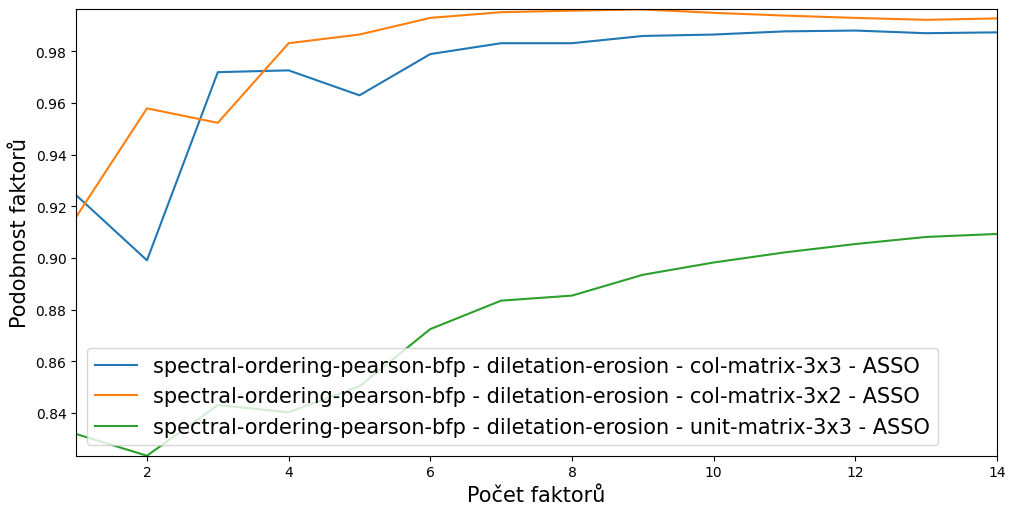 0.98
0.96
0.94
0.92
0.90
0.88
0.86
0.84
Podobnost faktorů
spectral-ordering-pearson-bfp - diletation-erosion - col-matrix-3x3 - ASSO
spectral-ordering-pearson-bfp - diletation-erosion - col-matrix-3x2 - ASSO
spectral-ordering-pearson-bfp - diletation-erosion - unit-matrix-3x3 - ASSO
2 4 6 8 10 12 14
Počet faktorů